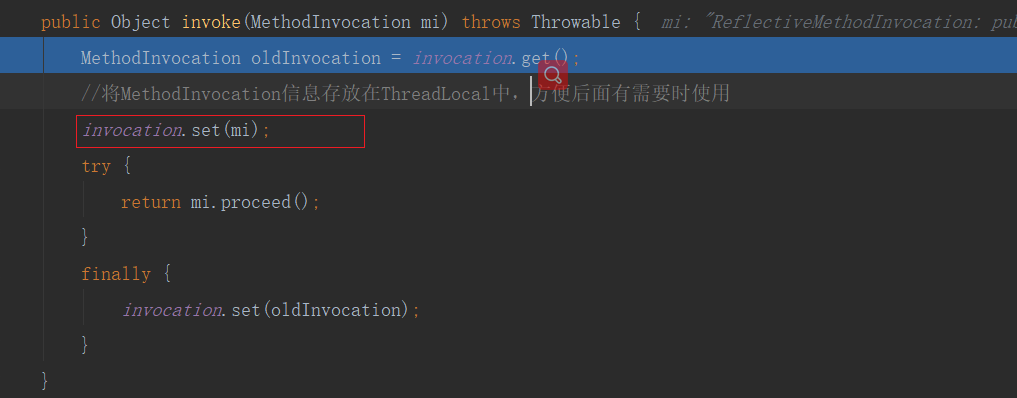 public Object invoke(MethodInvocation mi) throws Throwable {  mi: "ReflectiveMethodInvocation: pub
MethodInvocation oldInvocation = invocation.get();
//将MethodInvocation信息存放在ThreadLocal中，方便后面有需要时使用
invocation.set(mi);
try {
return mi.proceed();
}
finally {
invocation.set(oldInvocation);
}
}